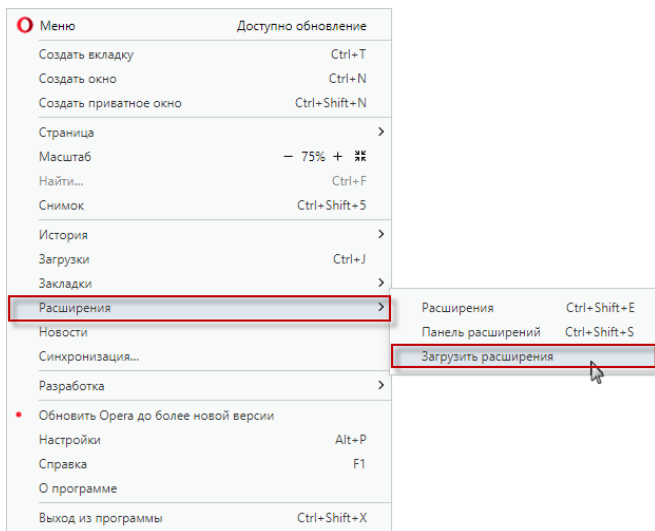 Меню Доступно обновление
Создать вкладку Ctrl+T
Создать окно Ctrl+N
Создать приватное окно Ctrl+Shift+N
Страница
Масштаб − 75% +
Найти... Ctrl+F
Снимок Ctrl+Shift+5
История
Загрузки Ctrl+J
Закладки
Расширения
Новости
Синхронизация...
Разработка
Обновить Opera до более новой версии
Настройки Alt+P
Справка F1
О программе
Выход из программы Ctrl+Shift+X
Расширения Ctrl+Shift+E
Панель расширений Ctrl+Shift+S
Загрузить расширения